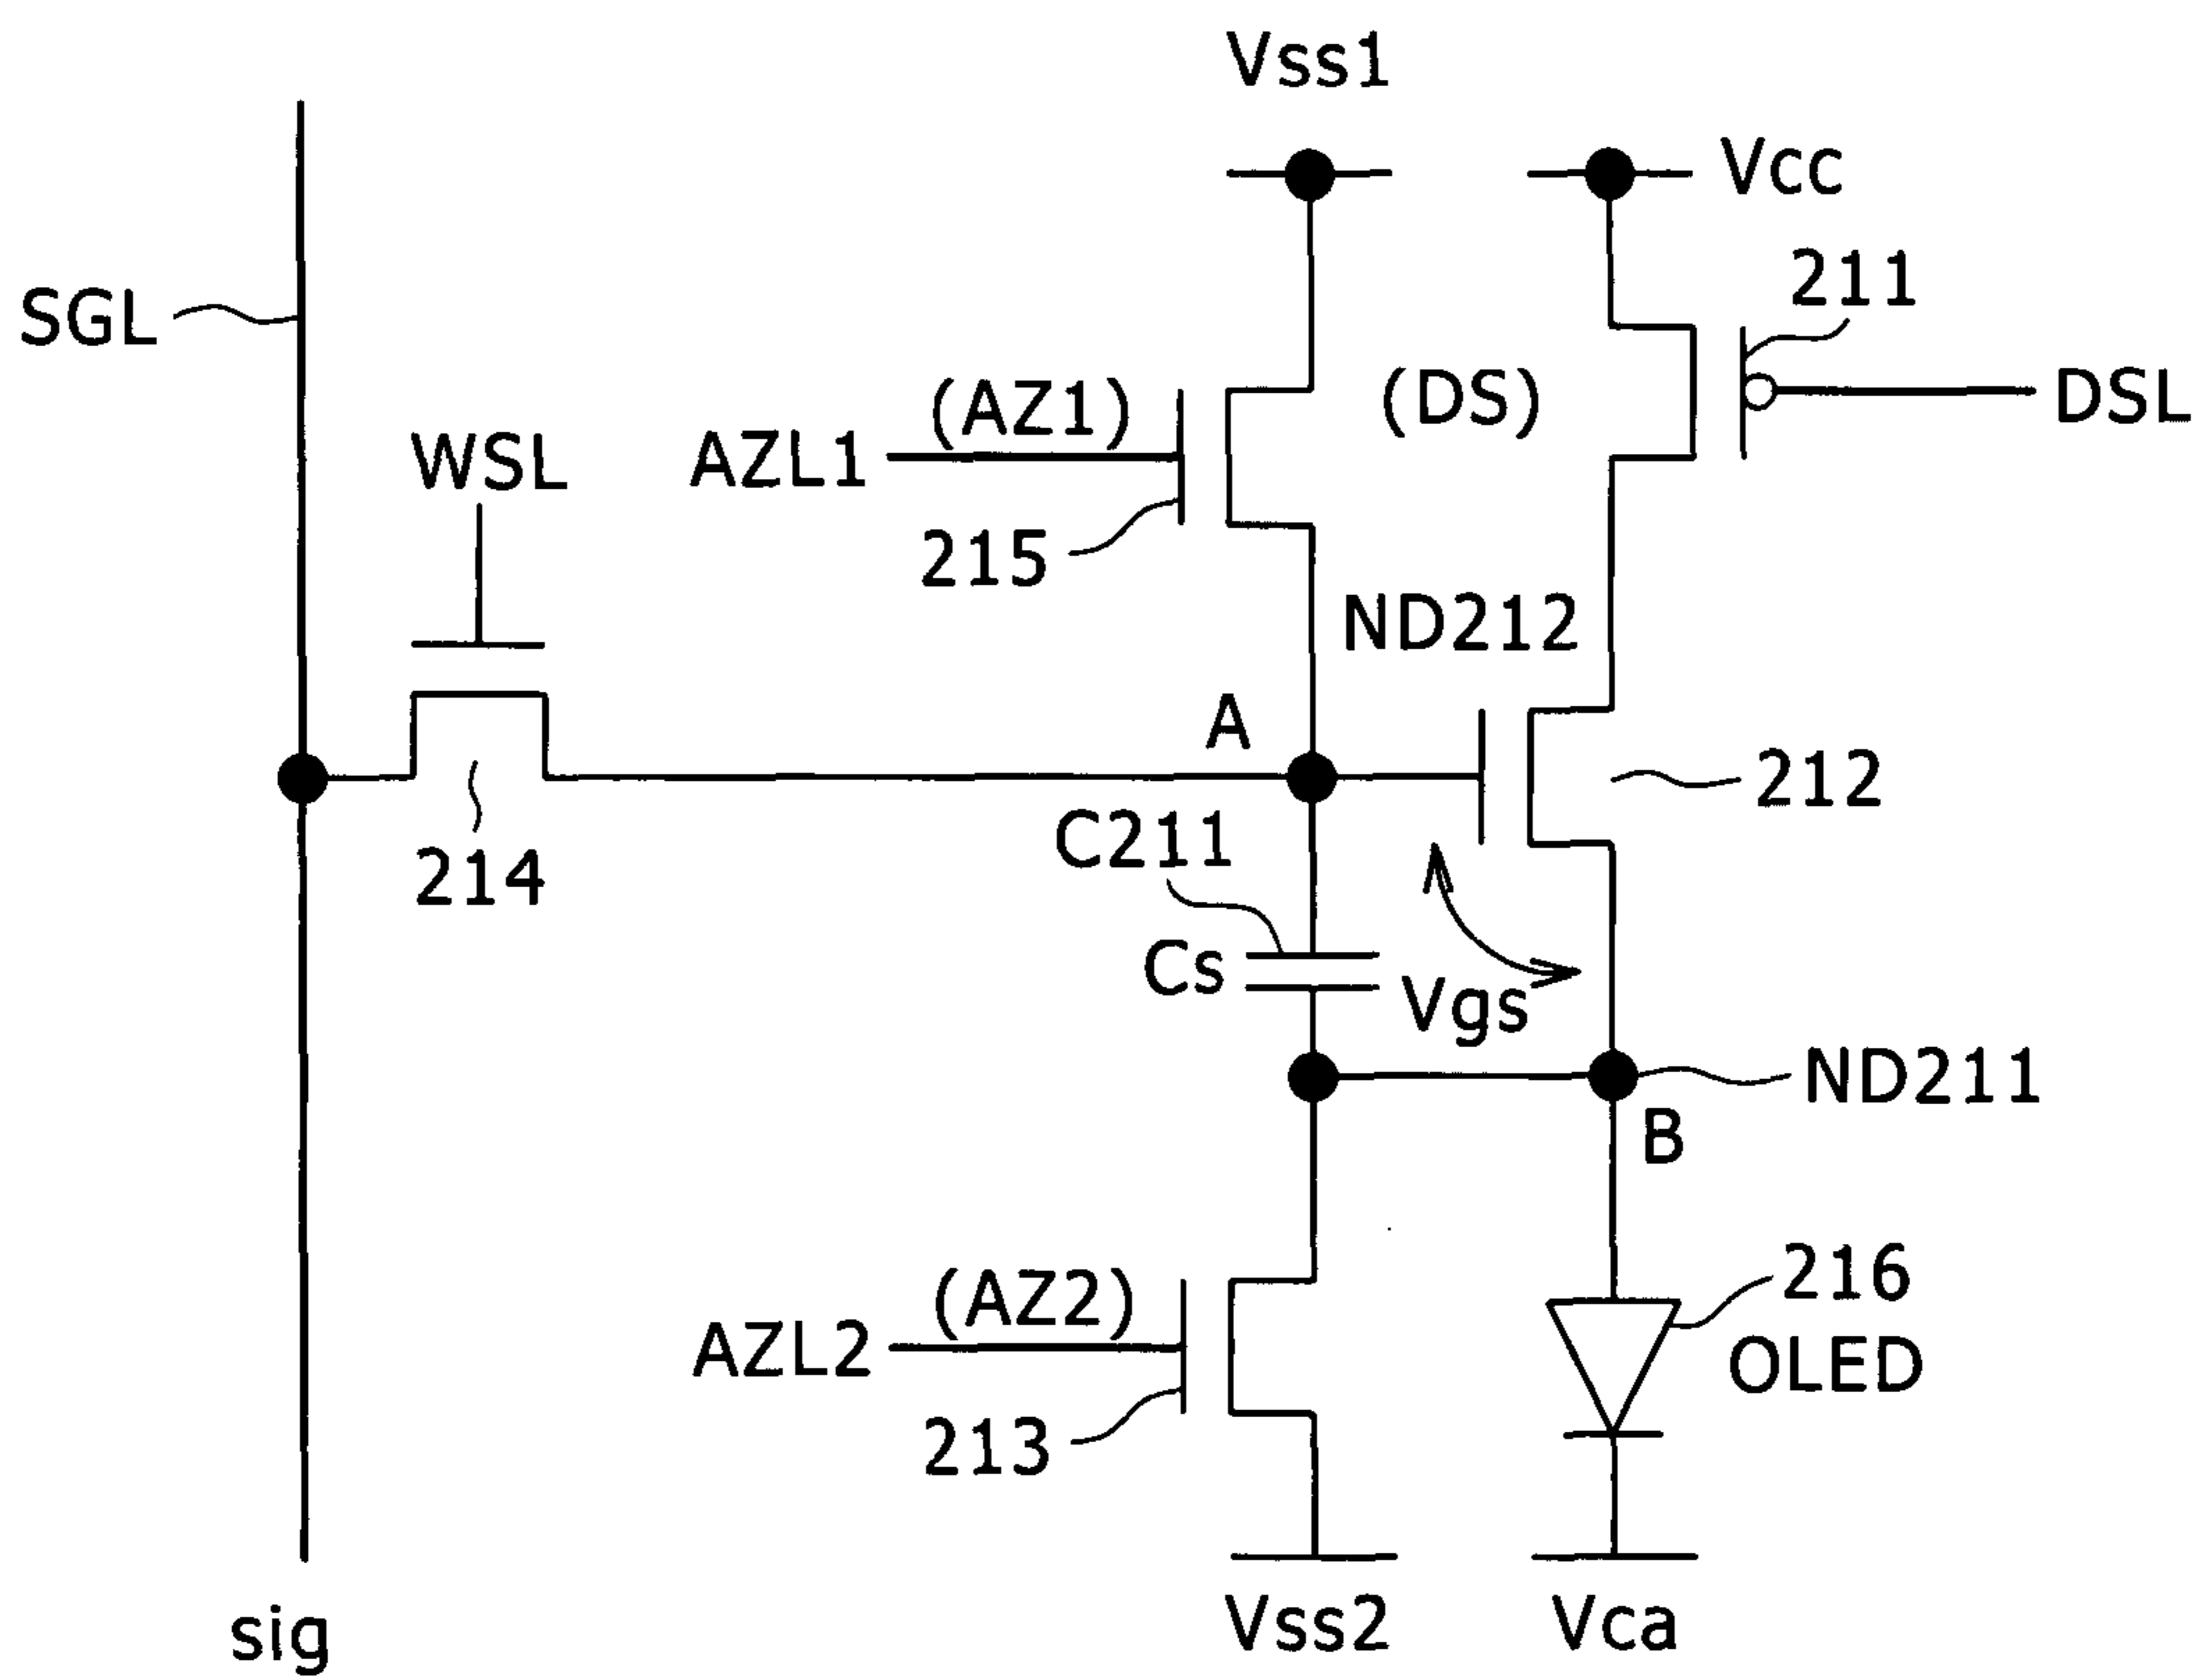 Vss1
Vcc
211
SGL
(AZ1)
(DS)
DSL
WSL
AZL1
215
ND212
A
212
C211
214
Cs
Vgs
ND211
B
(AZ2)
216
AZL2
OLED
213
sig
Vss2
Vca